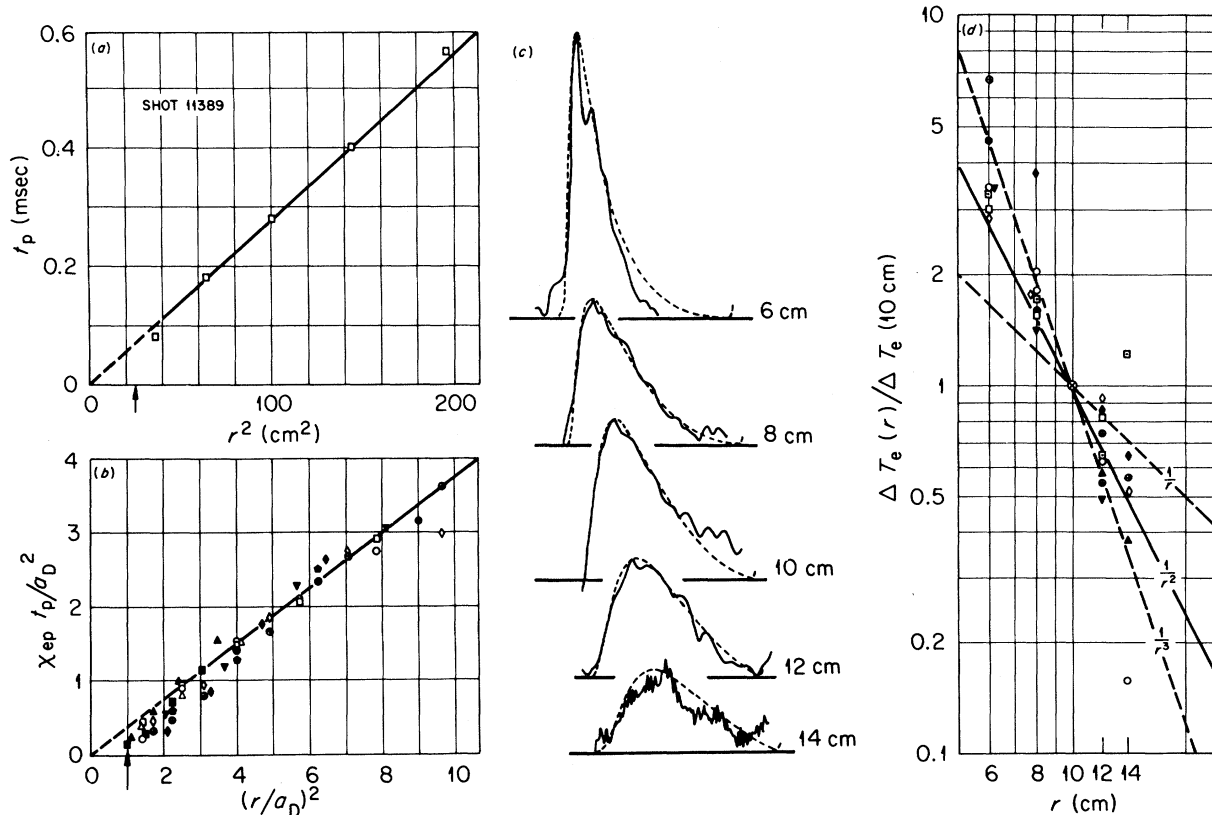 (a)
0.6
0.4
0.2
0
t_p (msec)
SHOT 11389
0 100 200
r² (cm²)
(b)
4
3
2
1
0
χ_ep t_p/a_D²
0 2 4 6 8 10
(r/a_D)²
(c)
6 cm
8 cm
10 cm
12 cm
14 cm
(d)
10
5
2
1
0.5
0.2
0.1
ΔT_e(r)/ΔT_e(10 cm)
1/r
1/r²
1/r³
6 8 10 12 14
r (cm)